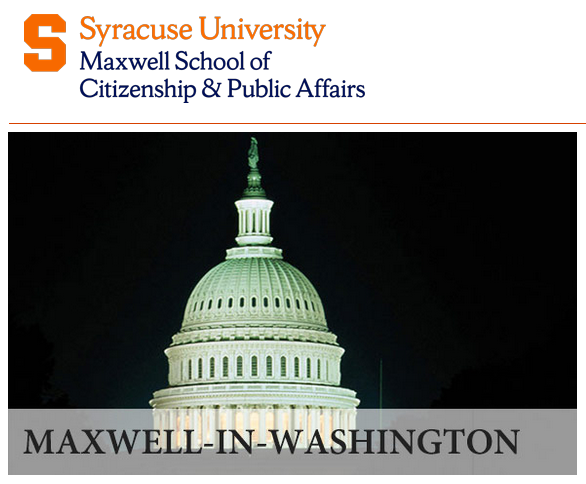 S
Syracuse University
Maxwell School of
Citizenship & Public Affairs
MAXWELL-IN-WASHINGTON